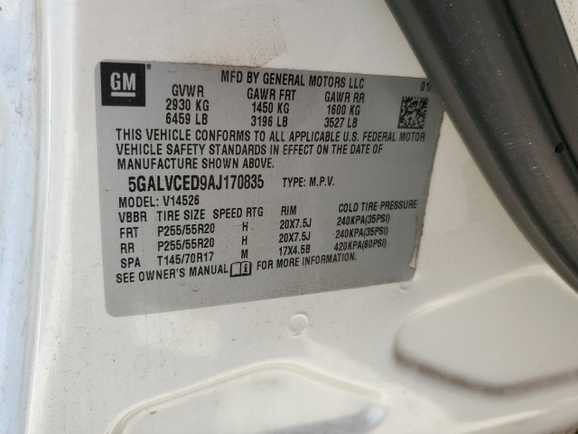 GM
MFD BY GENERAL MOTORS LLC
GVWR GAWR FRT GAWR RR
2930 KG 1450 KG 1600 KG
6459 LB 3196 LB 3527 LB
THIS VEHICLE CONFORMS TO ALL APPLICABLE U.S. FEDERAL MOTOR
VEHICLE SAFETY STANDARDS IN EFFECT ON THE DATE OF
MANUFACTURE SHOWN ABOVE.
5GALVCED9AJ170835 TYPE: M.P.V.
MODEL: V14526
VBBR TIRE SIZE SPEED RTG RIM COLD TIRE PRESSURE
FRT P255/55R20 H 20X7.5J 240KPA(35PSI)
RR P255/55R20 H 20X7.5J 240KPA(35PSI)
SPA T145/70R17 M 17X4.5B 420KPA(60PSI)
SEE OWNER'S MANUAL FOR MORE INFORMATION.